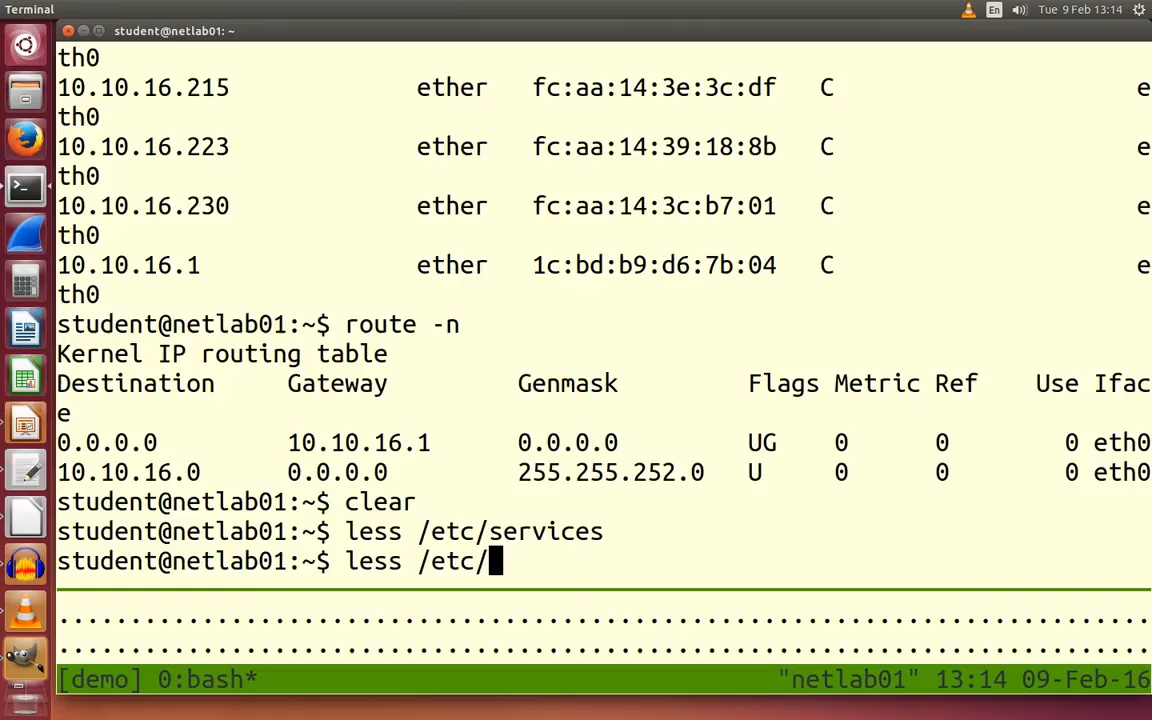 Terminal
En
Tue 9 Feb 13:14
student@netlab01: ~
th0
10.10.16.215 ether fc:aa:14:3e:3c:df C e
th0
10.10.16.223 ether fc:aa:14:39:18:8b C e
th0
10.10.16.230 ether fc:aa:14:3c:b7:01 C e
th0
10.10.16.1 ether 1c:bd:b9:d6:7b:04 C e
th0
student@netlab01:~$ route -n
Kernel IP routing table
Destination Gateway Genmask Flags Metric Ref Use Ifac
e
0.0.0.0 10.10.16.1 0.0.0.0 UG 0 0 0 eth0
10.10.16.0 0.0.0.0 255.255.252.0 U 0 0 0 eth0
student@netlab01:~$ clear
student@netlab01:~$ less /etc/services
student@netlab01:~$ less /etc/
................................................................................
................................................................................
[demo] 0:bash* "netlab01" 13:14 09-Feb-16